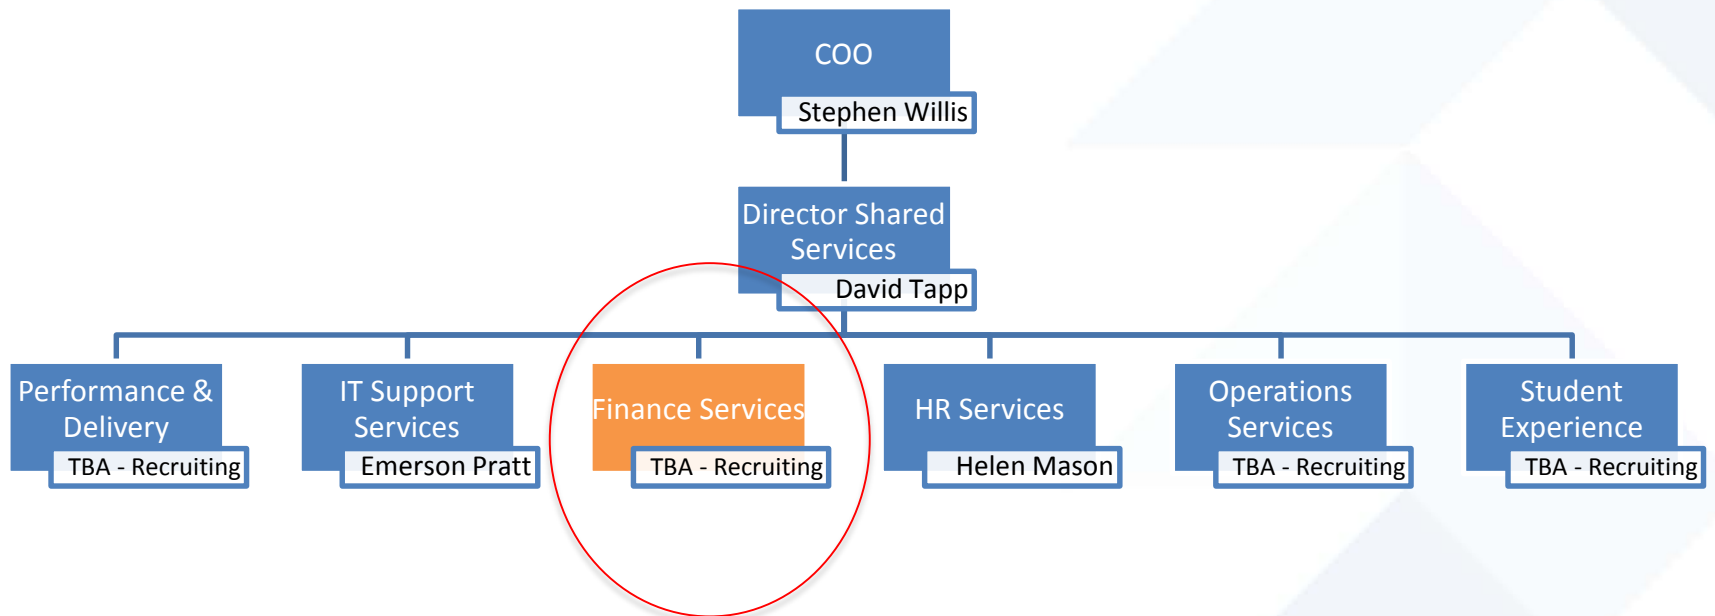 COO
Stephen Willis
Director Shared
Services
David Tapp
Performance &
Delivery
TBA - Recruiting
IT Support
Services
Emerson Pratt
Finance Services
TBA - Recruiting
HR Services
Helen Mason
Operations
Services
TBA - Recruiting
Student
Experience
TBA - Recruiting